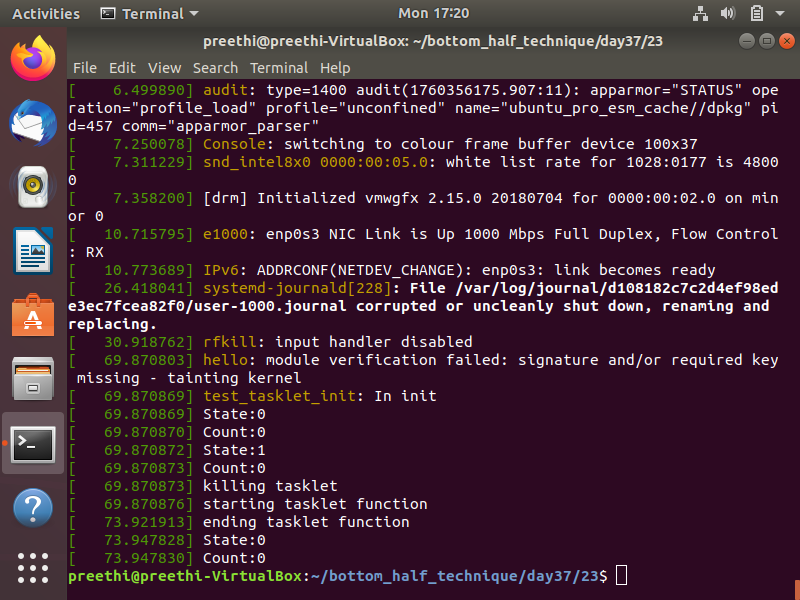 Activities Terminal Mon 17:20
preethi@preethi-VirtualBox: ~/bottom_half_technique/day37/23
File Edit View Search Terminal Help
[    6.499890] audit: type=1400 audit(1760356175.907:11): apparmor="STATUS" ope
ration="profile_load" profile="unconfined" name="ubuntu_pro_esm_cache//dpkg" pi
d=457 comm="apparmor_parser"
[    7.250078] Console: switching to colour frame buffer device 100x37
[    7.311229] snd_intel8x0 0000:00:05.0: white list rate for 1028:0177 is 4800
0
[    7.358200] [drm] Initialized vmwgfx 2.15.0 20180704 for 0000:00:02.0 on min
or 0
[   10.715795] e1000: enp0s3 NIC Link is Up 1000 Mbps Full Duplex, Flow Control
: RX
[   10.773689] IPv6: ADDRCONF(NETDEV_CHANGE): enp0s3: link becomes ready
[   26.418041] systemd-journald[228]: File /var/log/journal/d108182c7c2d4ef98ed
e3ec7fcea82f0/user-1000.journal corrupted or uncleanly shut down, renaming and
replacing.
[   30.918762] rfkill: input handler disabled
[   69.870803] hello: module verification failed: signature and/or required key
 missing - tainting kernel
[   69.870869] test_tasklet_init: In init
[   69.870869] State:0
[   69.870870] Count:0
[   69.870872] State:1
[   69.870873] Count:0
[   69.870873] killing tasklet
[   69.870876] starting tasklet function
[   73.921913] ending tasklet function
[   73.947828] State:0
[   73.947830] Count:0
preethi@preethi-VirtualBox:~/bottom_half_technique/day37/23$